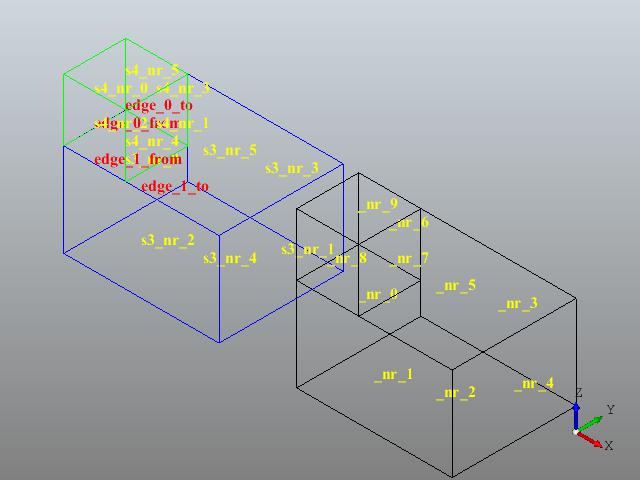 s4_nr_5
s4_nr_0
s4_nr_3
edge_0_to
edge_0_from
s4_nr_1
s4_nr_4
edge_1_from
edge_1_to
s3_nr_5
s3_nr_3
s3_nr_2
s3_nr_4
s3_nr_1
_nr_9
_nr_6
_nr_8
_nr_7
_nr_0
_nr_5
_nr_3
_nr_1
_nr_2
_nr_4
Z
Y
X